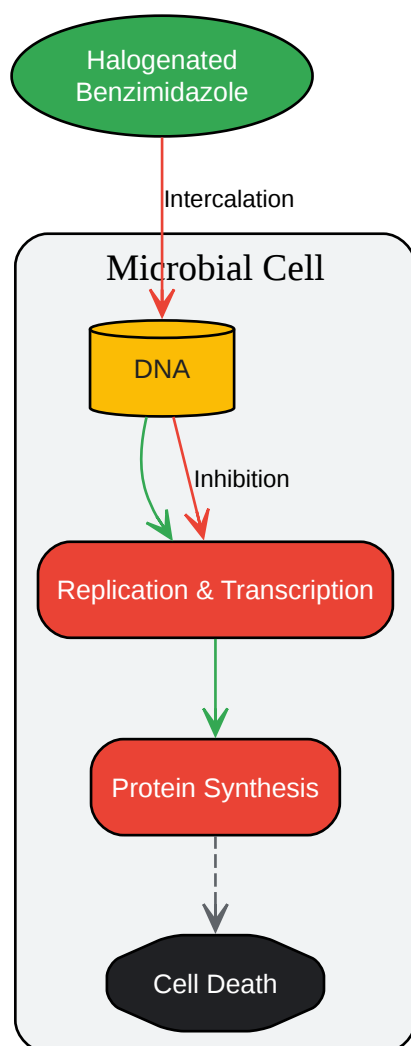 Halogenated
Benzimidazole
Intercalation
Microbial Cell
DNA
Inhibition
Replication & Transcription
Protein Synthesis
Cell Death